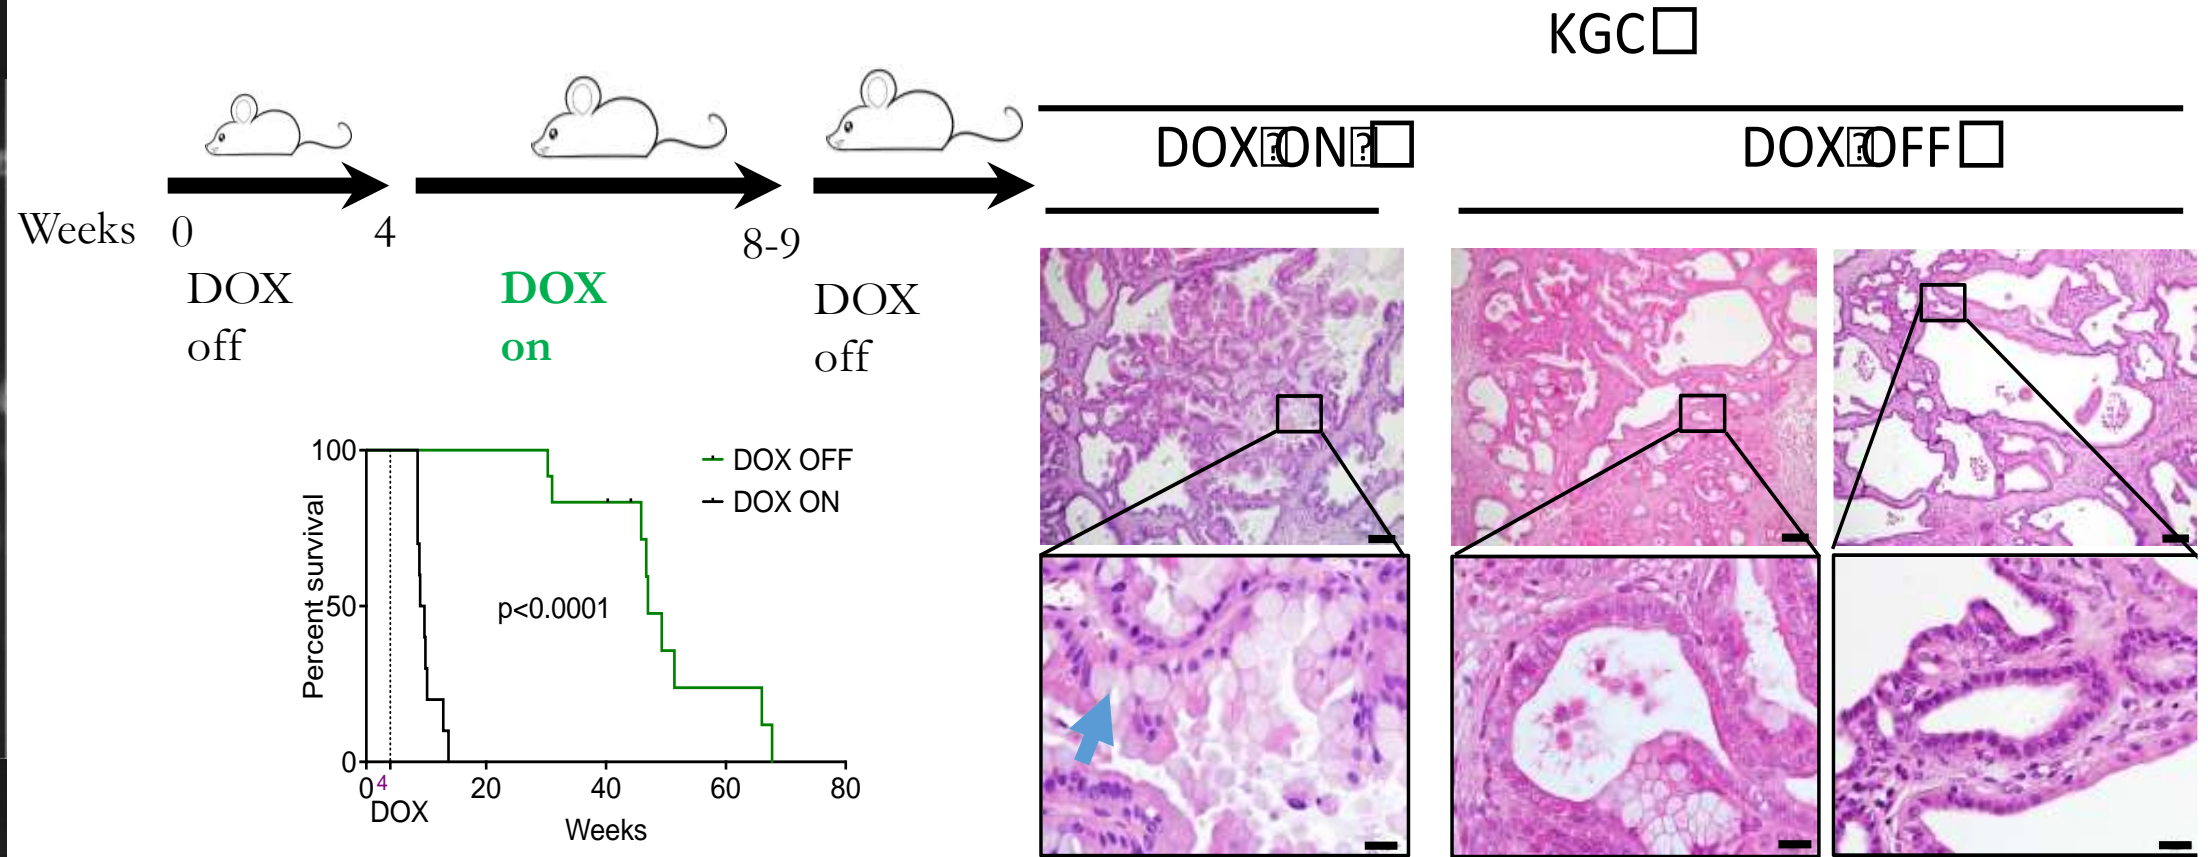 KGC□
DOX⍰ON⍰□
DOX⍰OFF□
Weeks 0 4 8-9
DOX
off
DOX
on
DOX
off
100
50
0
Percent survival
DOX OFF
DOX ON
p<0.0001
0 4 20 40 60 80
DOX
Weeks